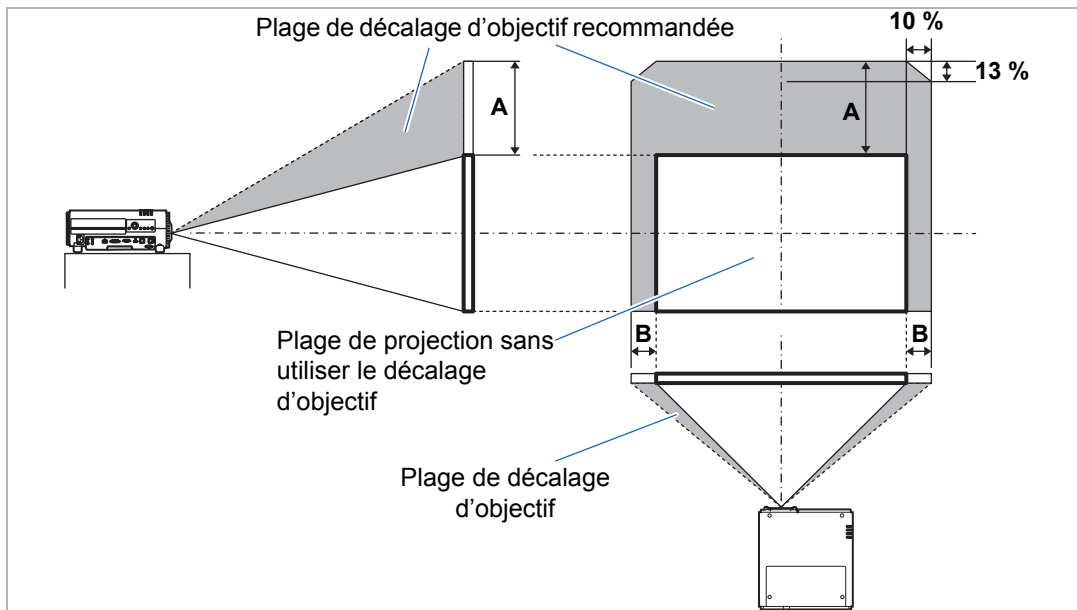 Plage de décalage d’objectif recommandée
10 %
13 %
A
A
B
B
Plage de projection sans
utiliser le décalage
d’objectif
Plage de décalage
d’objectif